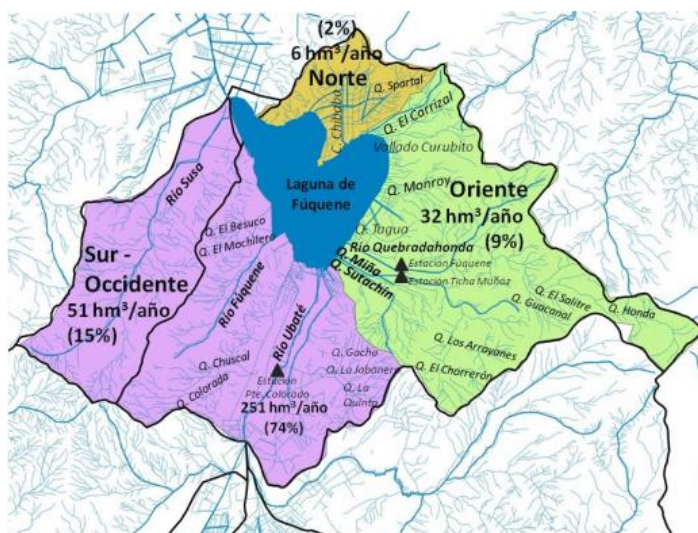 (2%)
6 hm³/año
Norte
Q. Spartal
C. Chibaba
Q. El Carrizal
Vallado Curubito
Río Susa
Laguna de
Fúquene
Q. Monroy
Oriente
32 hm³/año
(9%)
Q. El Besuco
Q. El Mochilero
Q. Tagua
Río Quebradahonda
Sur -
Occidente
51 hm³/año
(15%)
Q. Miña
Q. Sutachín
Estación Fúquene
Estación Ticha Múñaz
Río Fúquene
Río Ubaté
Q. El Salitre
Q. Guacanal
Q. Honda
Q. Chuscal
Q. Colorada
Q. Gacha
Q. La Jabonera
Q. La
Quinta
Q. Los Arrayanes
Q. El Chorrerón
Estación
Pte. Colorado
251 hm³/año
(74%)